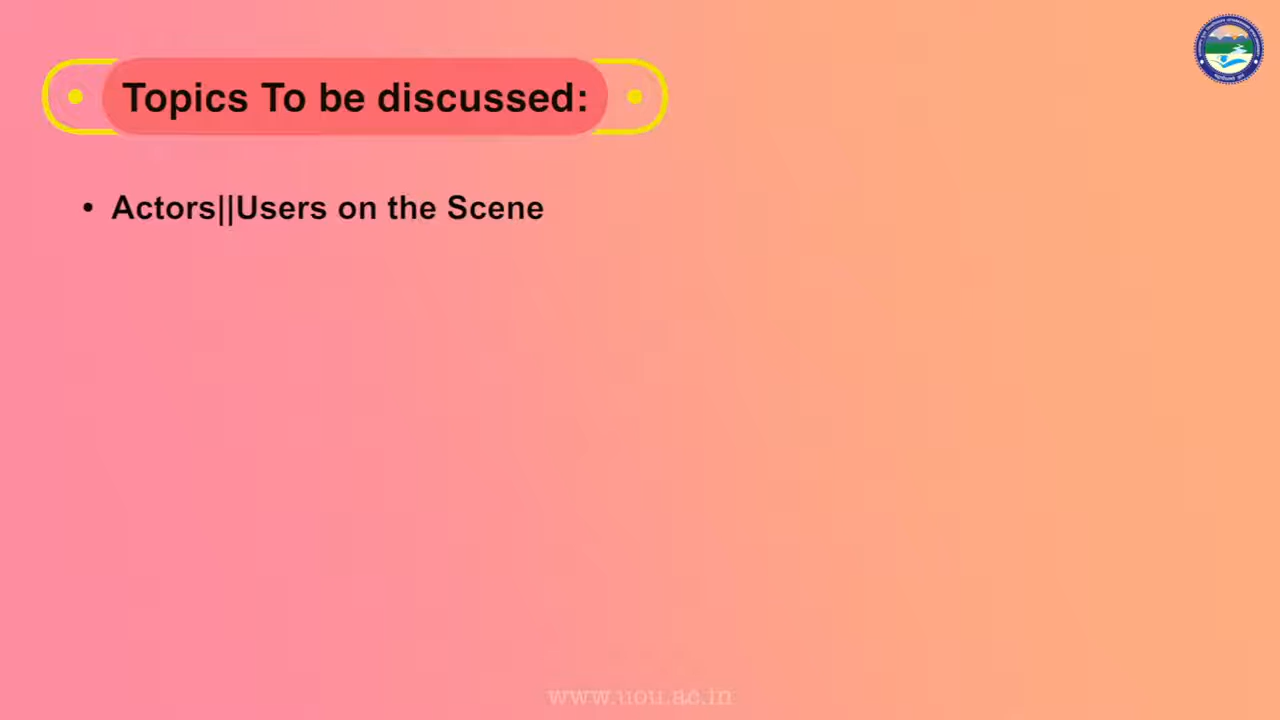 Topics To be discussed:
• Actors||Users on the Scene
www.uou.ac.in